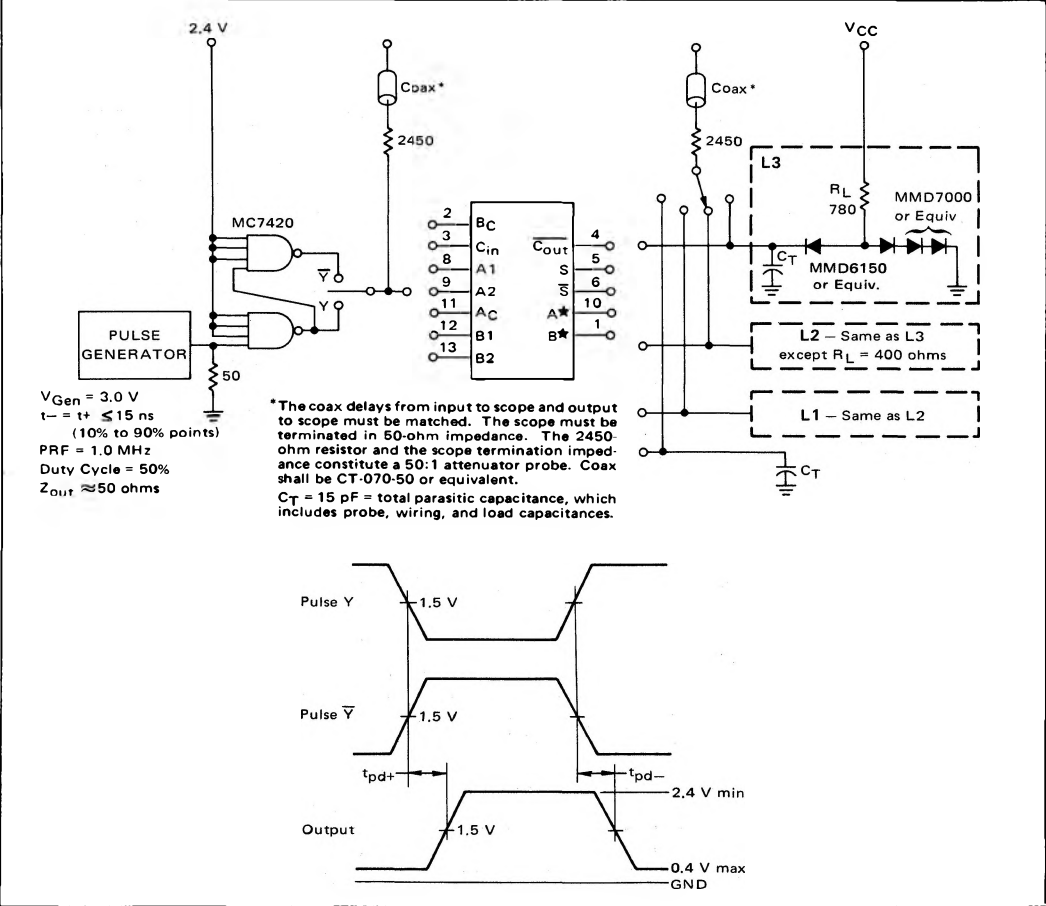 2.4 V
VCC
Coax*
Coax*
2450
2450
L3
RL
780
MMD7000
or Equiv
MC7420
Y̅
Y
CT
MMD6150
or Equiv.
2
BC
3
Cin
8
A1
9
A2
11
AC
12
B1
13
B2
C̅o̅u̅t̅
4
S
5
S̅
6
A★
10
B★
1
PULSE
GENERATOR
50
L2 — Same as L3
except RL = 400 ohms
L1 — Same as L2
CT
VGen = 3.0 V
t− = t+ ≤15 ns
(10% to 90% points)
PRF = 1.0 MHz
Duty Cycle = 50%
Zout ≈50 ohms
*The coax delays from input to scope and output
to scope must be matched. The scope must be
terminated in 50-ohm impedance. The 2450-
ohm resistor and the scope termination imped-
ance constitute a 50:1 attenuator probe. Coax
shall be CT-070-50 or equivalent.
CT = 15 pF = total parasitic capacitance, which
includes probe, wiring, and load capacitances.
Pulse Y
1.5 V
Pulse Y̅
1.5 V
tpd+
tpd−
2.4 V min
Output
1.5 V
0.4 V max
GND